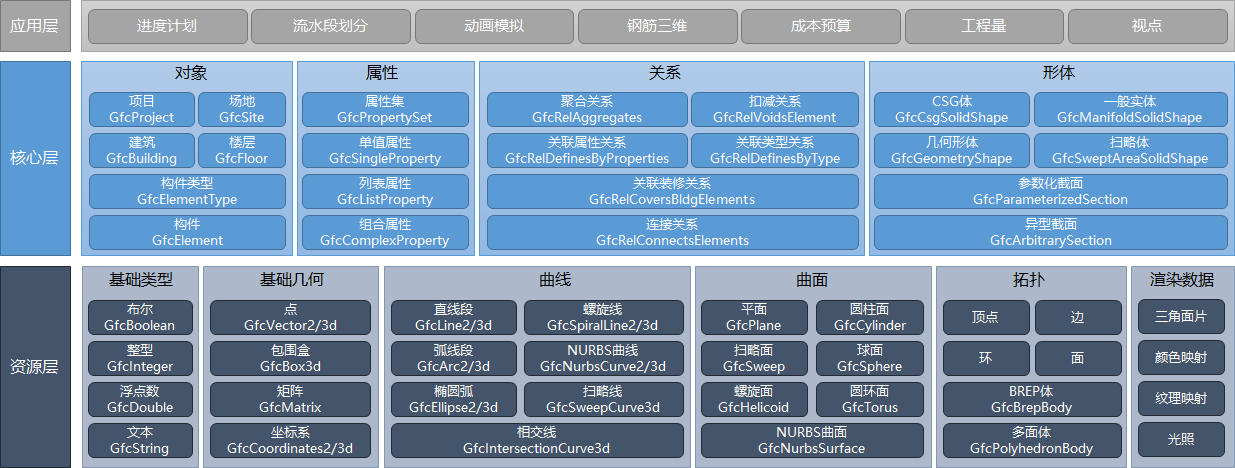 应用层
进度计划
流水段划分
动画模拟
钢筋三维
成本预算
工程量
视点
核心层
对象
项目
GfcProject
场地
GfcSite
建筑
GfcBuilding
楼层
GfcFloor
构件类型
GfcElementType
构件
GfcElement
属性
属性集
GfcPropertySet
单值属性
GfcSingleProperty
列表属性
GfcListProperty
组合属性
GfcComplexProperty
关系
聚合关系
GfcRelAggregates
扣减关系
GfcRelVoidsElement
关联属性关系
GfcRelDefinesByProperties
关联类型关系
GfcRelDefinesByType
关联装修关系
GfcRelCoversBldgElements
连接关系
GfcRelConnectsElements
形体
CSG体
GfcCsgSolidShape
一般实体
GfcManifoldSolidShape
几何形体
GfcGeometryShape
扫略体
GfcSweptAreaSolidShape
参数化截面
GfcParameterizedSection
异型截面
GfcArbitrarySection
资源层
基础类型
布尔
GfcBoolean
整型
GfcInteger
浮点数
GfcDouble
文本
GfcString
基础几何
点
GfcVector2/3d
包围盒
GfcBox3d
矩阵
GfcMatrix
坐标系
GfcCoordinates2/3d
曲线
直线段
GfcLine2/3d
螺旋线
GfcSpiralLine2/3d
弧线段
GfcArc2/3d
NURBS曲线
GfcNurbsCurve2/3d
椭圆弧
GfcEllipse2/3d
扫略线
GfcSweepCurve3d
相交线
GfcIntersectionCurve3d
曲面
平面
GfcPlane
圆柱面
GfcCylinder
扫略面
GfcSweep
球面
GfcSphere
螺旋面
GfcHelicoid
圆环面
GfcTorus
NURBS曲面
GfcNurbsSurface
拓扑
顶点
边
环
面
BREP体
GfcBrepBody
多面体
GfcPolyhedronBody
渲染数据
三角面片
颜色映射
纹理映射
光照